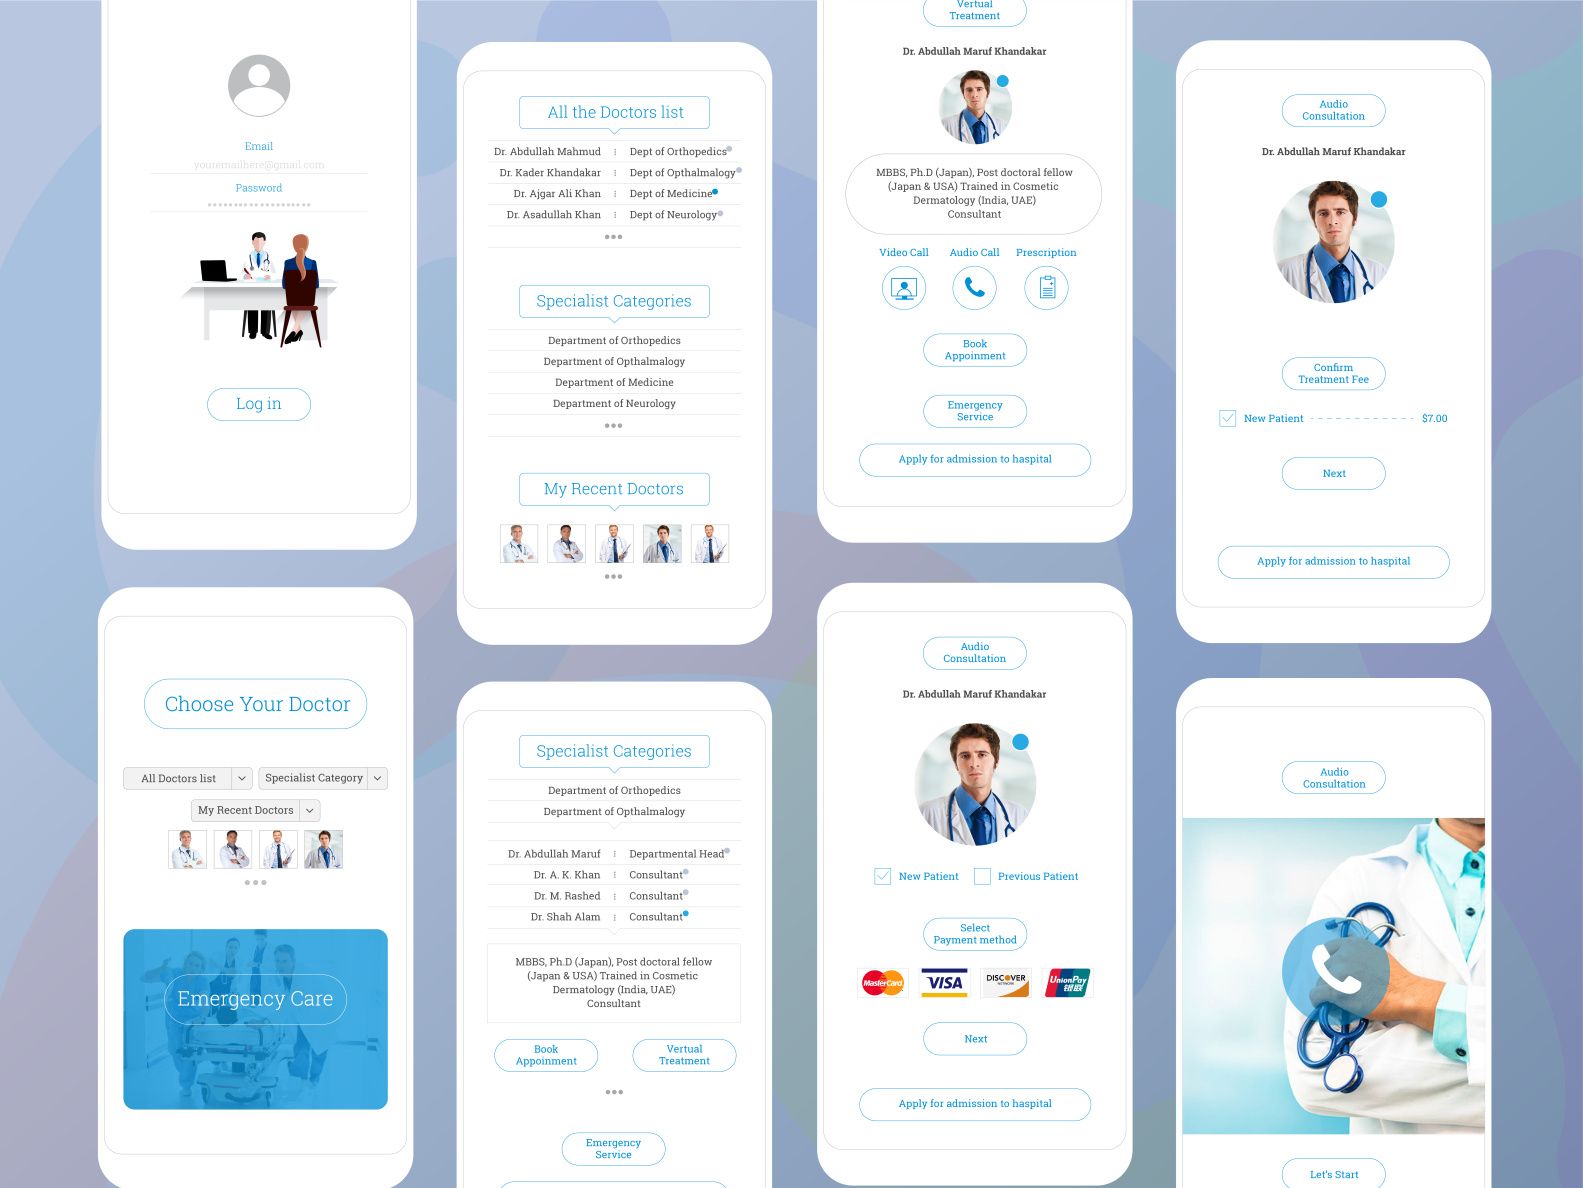 Email
youremailhere@gmail.com
Password
Log in
Choose Your Doctor
All Doctors list
Specialist Category
My Recent Doctors
Emergency Care
All the Doctors list
Dr. Abdullah Mahmud ⁝ Dept of Orthopedics
Dr. Kader Khandakar ⁝ Dept of Opthalmalogy
Dr. Ajgar Ali Khan ⁝ Dept of Medicine
Dr. Asadullah Khan ⁝ Dept of Neurology
Specialist Categories
Department of Orthopedics
Department of Opthalmalogy
Department of Medicine
Department of Neurology
My Recent Doctors
Specialist Categories
Department of Orthopedics
Department of Opthalmalogy
Dr. Abdullah Maruf ⁝ Departmental Head
Dr. A. K. Khan ⁝ Consultant
Dr. M. Rashed ⁝ Consultant
Dr. Shah Alam ⁝ Consultant
MBBS, Ph.D (Japan), Post doctoral fellow
(Japan & USA) Trained in Cosmetic
Dermatology (India, UAE)
Consultant
Book
Appoinment
Vertual
Treatment
Emergency
Service
Vertual
Treatment
Dr. Abdullah Maruf Khandakar
MBBS, Ph.D (Japan), Post doctoral fellow
(Japan & USA) Trained in Cosmetic
Dermatology (India, UAE)
Consultant
Video Call
Audio Call
Prescription
Book
Appoinment
Emergency
Service
Apply for admission to haspital
Audio
Consultation
Dr. Abdullah Maruf Khandakar
New Patient
Previous Patient
Select
Payment method
MasterCard
VISA
DISCOVER
NETWORK
UnionPay
银联
Next
Apply for admission to haspital
Audio
Consultation
Dr. Abdullah Maruf Khandakar
Confirm
Treatment Fee
New Patient $7.00
Next
Apply for admission to haspital
Audio
Consultation
Let's Start